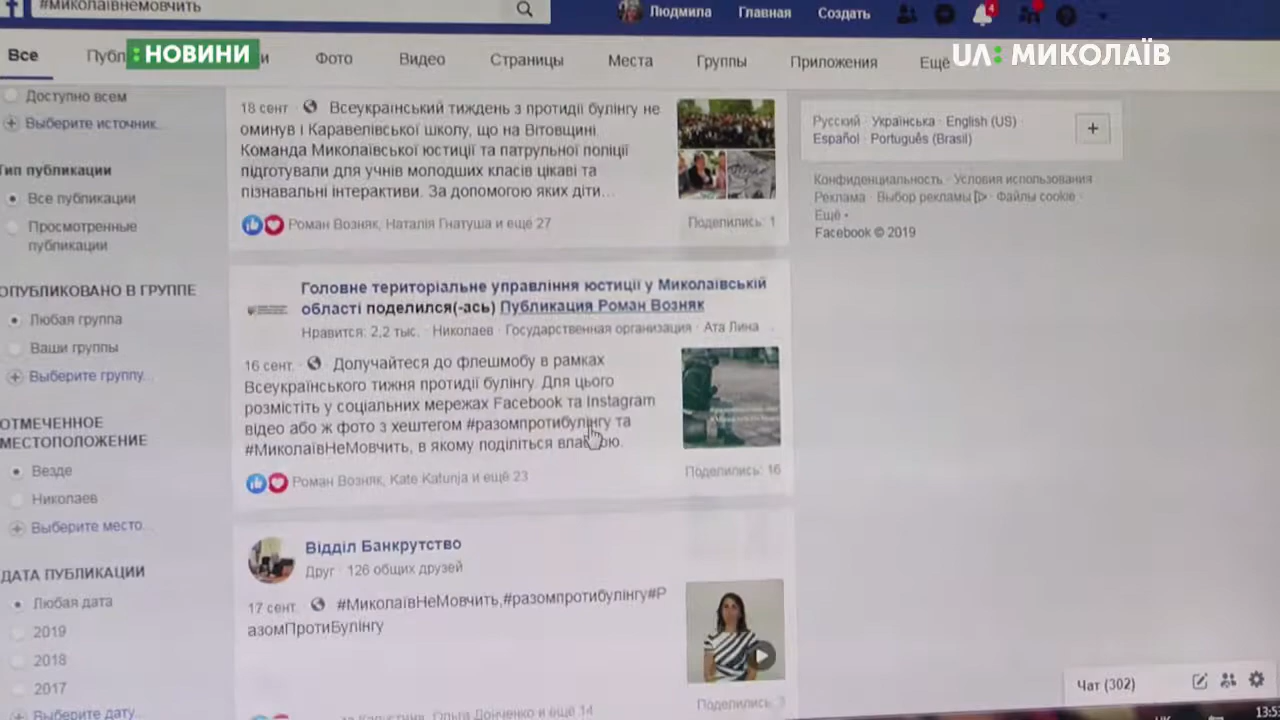 #миколаївнемовчить
Людмила Главная Создать
4
: НОВИНИ
UA: МИКОЛАЇВ
Все Фото Видео Страницы Места Группы Приложения Ещё
Доступно всем
Выберите источник...
Тип публикации
Все публикации
Просмотренные
публикации
ОПУБЛИКОВАНО В ГРУППЕ
Любая группа
Ваши группы
Выберите группу...
ОТМЕЧЕННОЕ
МЕСТОПОЛОЖЕНИЕ
Везде
Николаев
Выберите место...
ДАТА ПУБЛИКАЦИИ
Любая дата
2019
2018
2017
Выберите дату...
18 сент · Всеукраїнський тиждень з протидії булінгу не
оминув і Каравелівської школу, що на Вітовщині.
Команда Миколаївської юстиції та патрульної поліції
підготували для учнів молодших класів цікаві та
пізнавальні інтерактиви. За допомогою яких діти...
Роман Возняк, Наталія Гнатуша и ещё 27
Поделились: 1
Головне територіальне управління юстиції у Миколаївській
області поделился(-ась) Публикация Роман Возняк
Нравится: 2,2 тыс. · Николаев · Государственная организация · Ата Лина
16 сент. · Долучайтеся до флешмобу в рамках
Всеукраїнського тижня протидії булінгу. Для цього
розмістіть у соціальних мережах Facebook та Instagram
відео або ж фото з хештегом #разомпротибулінгу та
#МиколаївНеМовчить, в якому поділіться
Роман Возняк, Kate Katunja и ещё 23
Поделились: 16
Відділ Банкрутство
Друг · 126 общих друзей
17 сент. · #МиколаївНеМовчить,#разомпротибулінгу#Р
азомПротиБулінгу
Ольга Донченко и ещё 14
Поделились: 3
Русский · Українська · English (US) ·
Español · Português (Brasil)
Конфиденциальность · Условия использования ·
Реклама · Выбор рекламы · Файлы cookie ·
Ещё
Facebook © 2019
Чат (302)